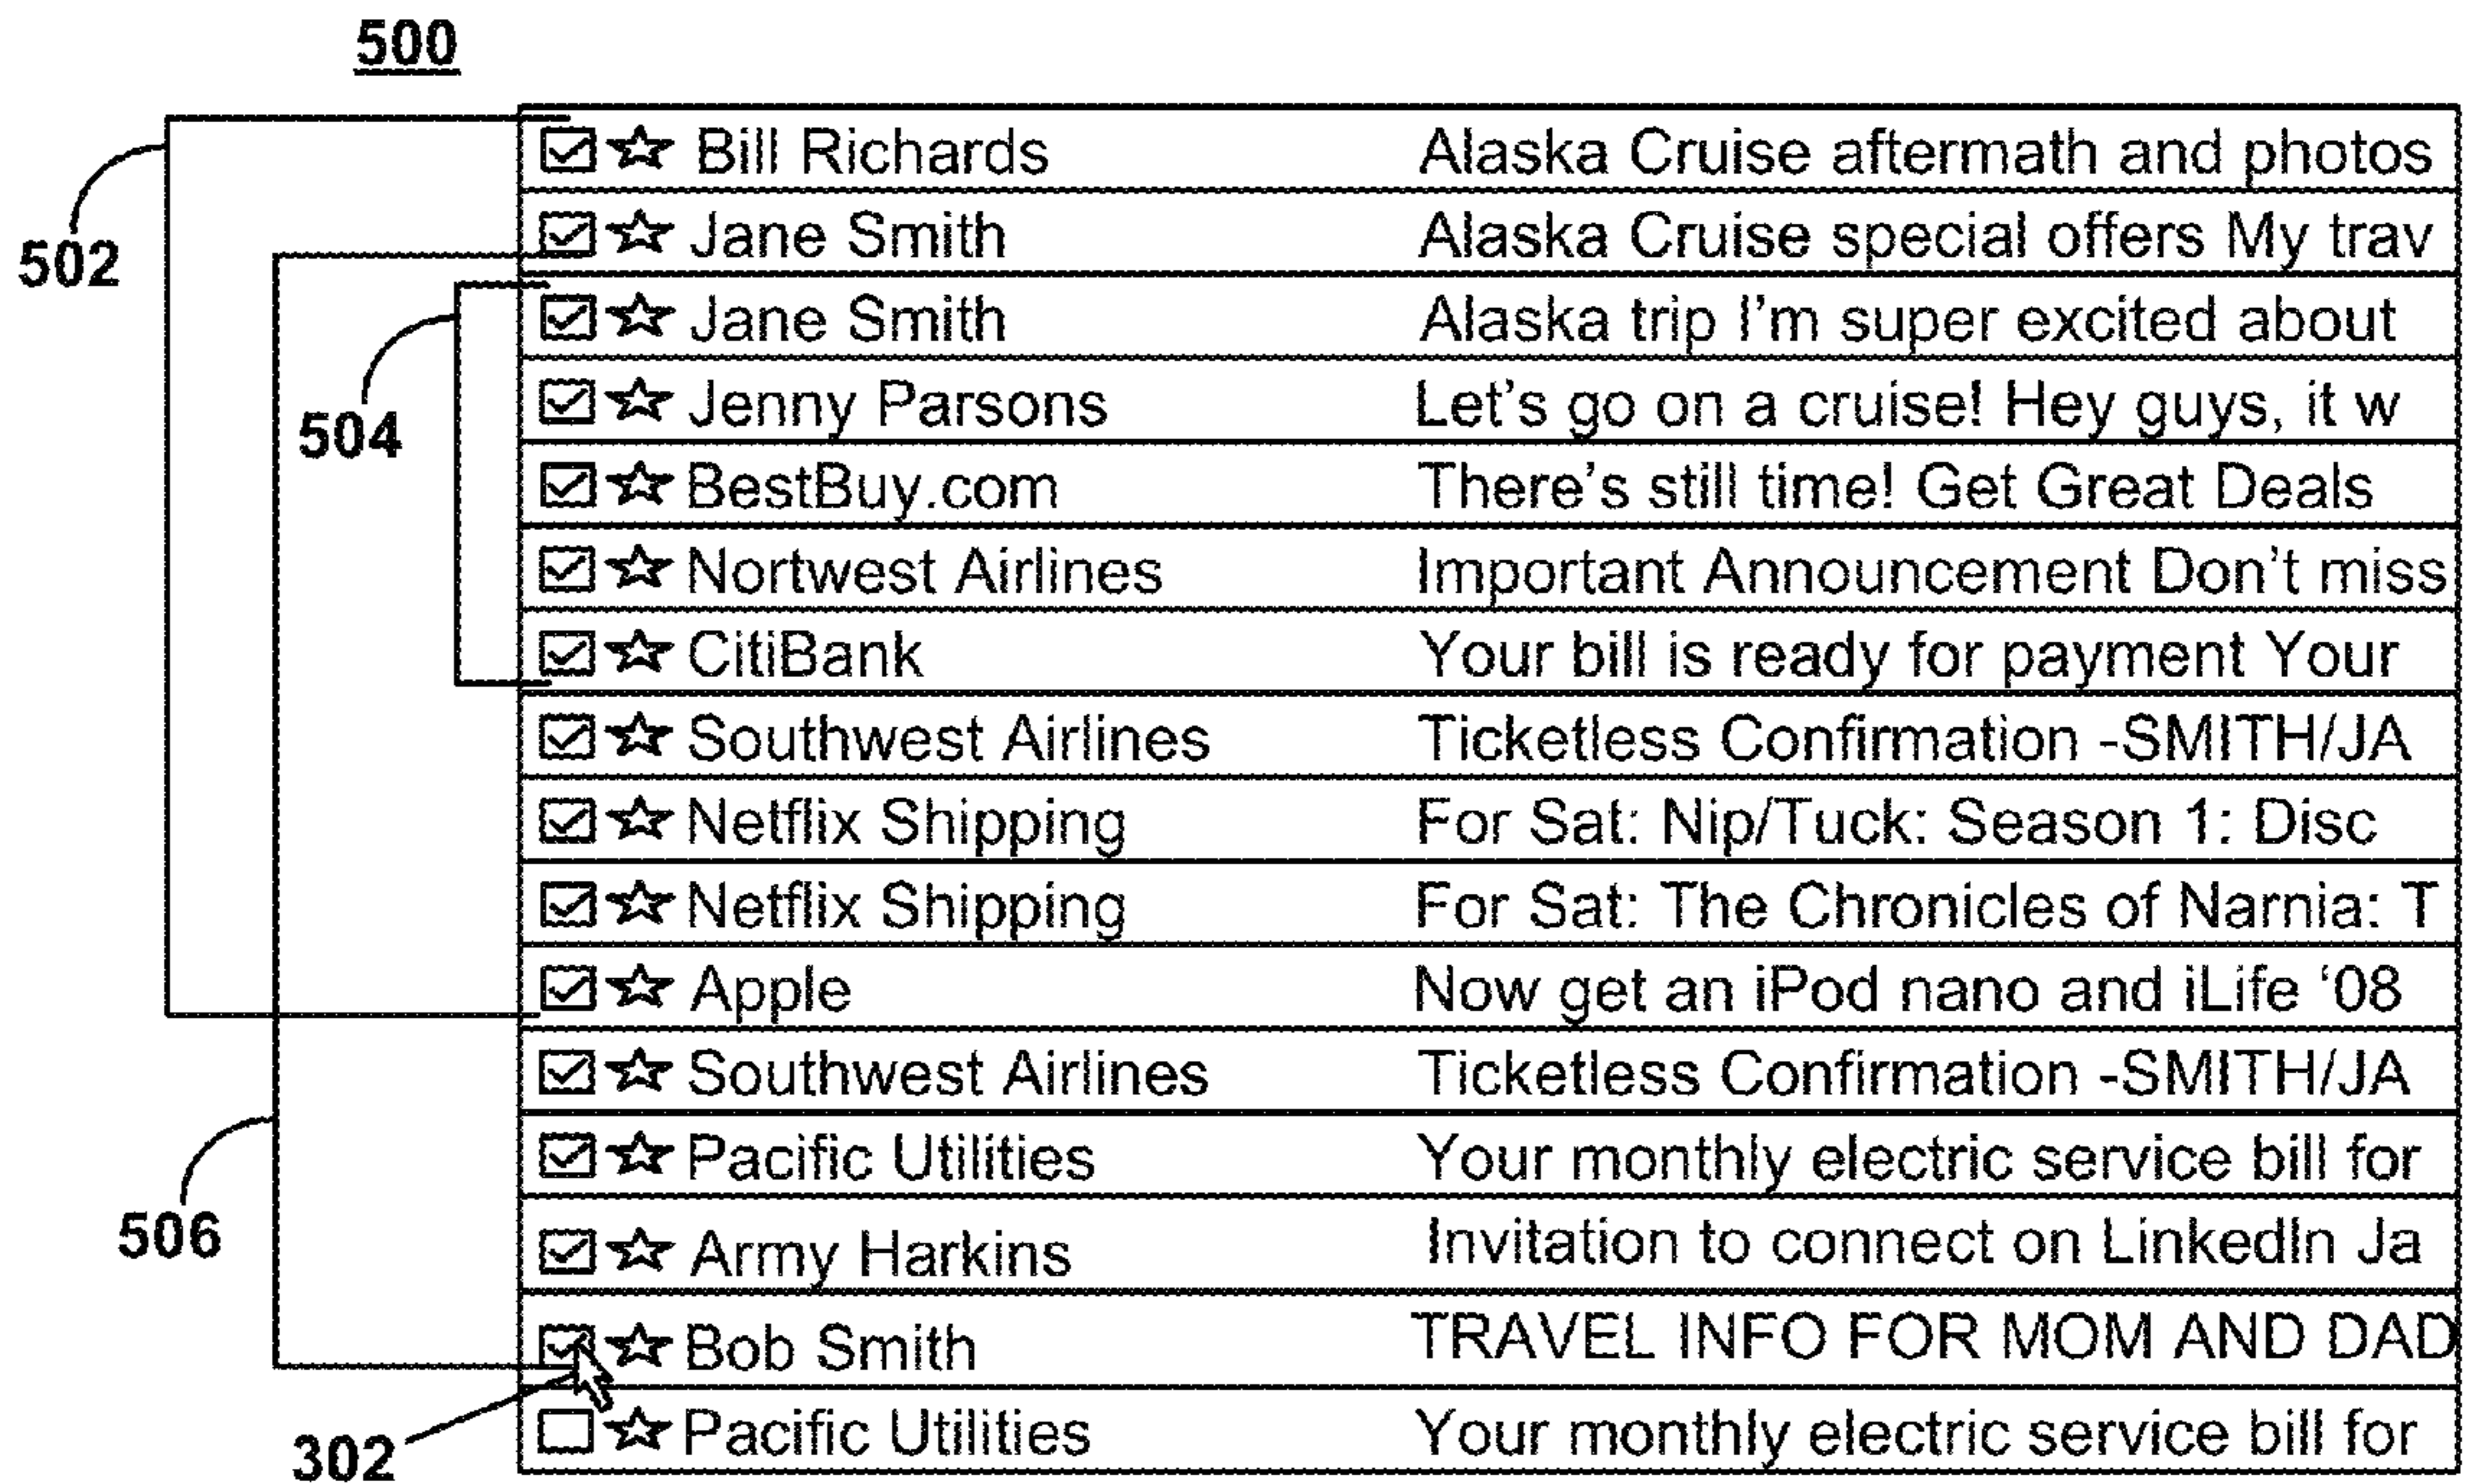 500
Bill Richards Alaska Cruise aftermath and photos
Jane Smith Alaska Cruise special offers My trav
502
Jane Smith Alaska trip I'm super excited about
Jenny Parsons Let's go on a cruise! Hey guys, it w
504
BestBuy.com There's still time! Get Great Deals
Nortwest Airlines Important Announcement Don't miss
CitiBank Your bill is ready for payment Your
Southwest Airlines Ticketless Confirmation -SMITH/JA
Netflix Shipping For Sat: Nip/Tuck: Season 1: Disc
Netflix Shipping For Sat: The Chronicles of Narnia: T
Apple Now get an iPod nano and iLife '08
Southwest Airlines Ticketless Confirmation -SMITH/JA
Pacific Utilities Your monthly electric service bill for
506
Army Harkins Invitation to connect on LinkedIn Ja
Bob Smith TRAVEL INFO FOR MOM AND DAD
Pacific Utilities Your monthly electric service bill for
302